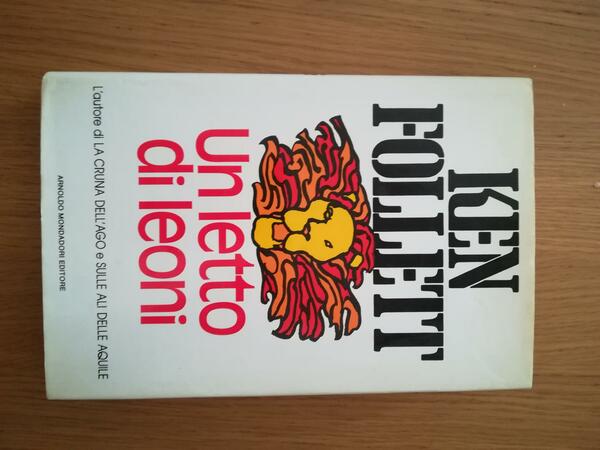 KEN
FOLLETT
Un letto
di leoni
L'autore di LA CRUNA DELL'AGO e SULLE ALI DELLE AQUILE
ARNOLDO MONDADORI EDITORE